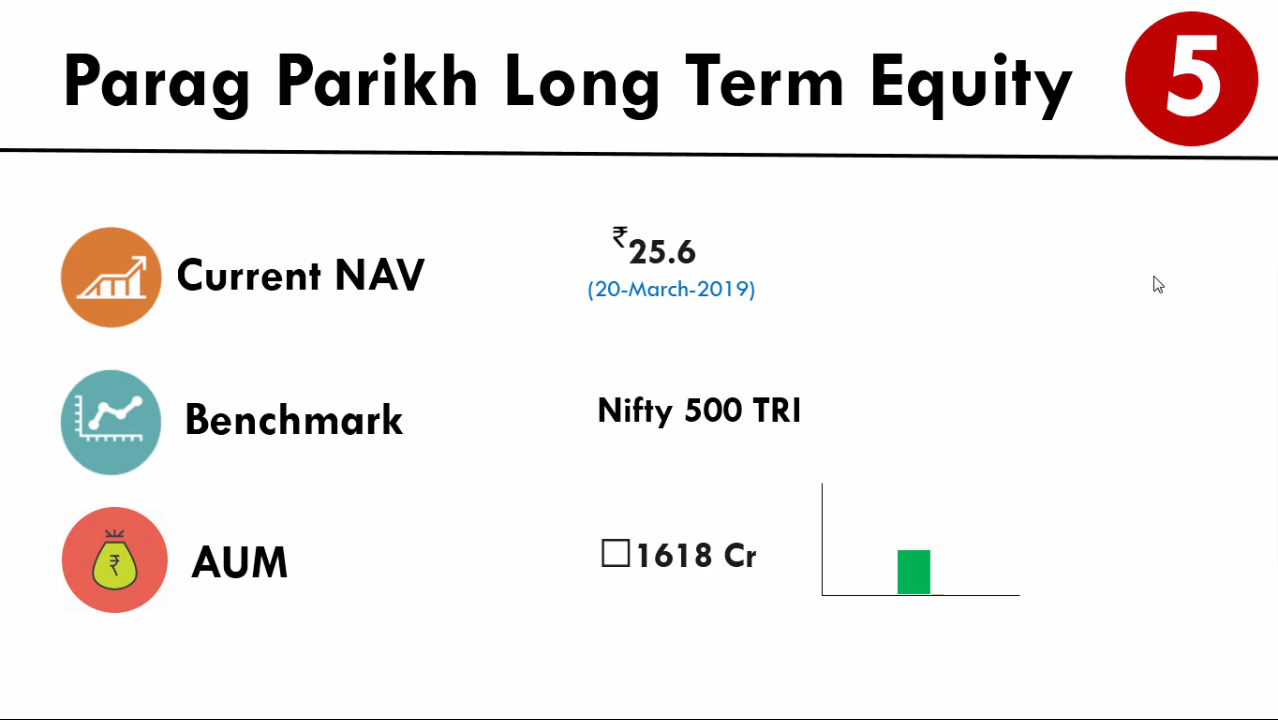 Parag Parikh Long Term Equity
5
Current NAV
₹25.6
(20-March-2019)
Benchmark
Nifty 500 TRI
₹
AUM
□1618 Cr